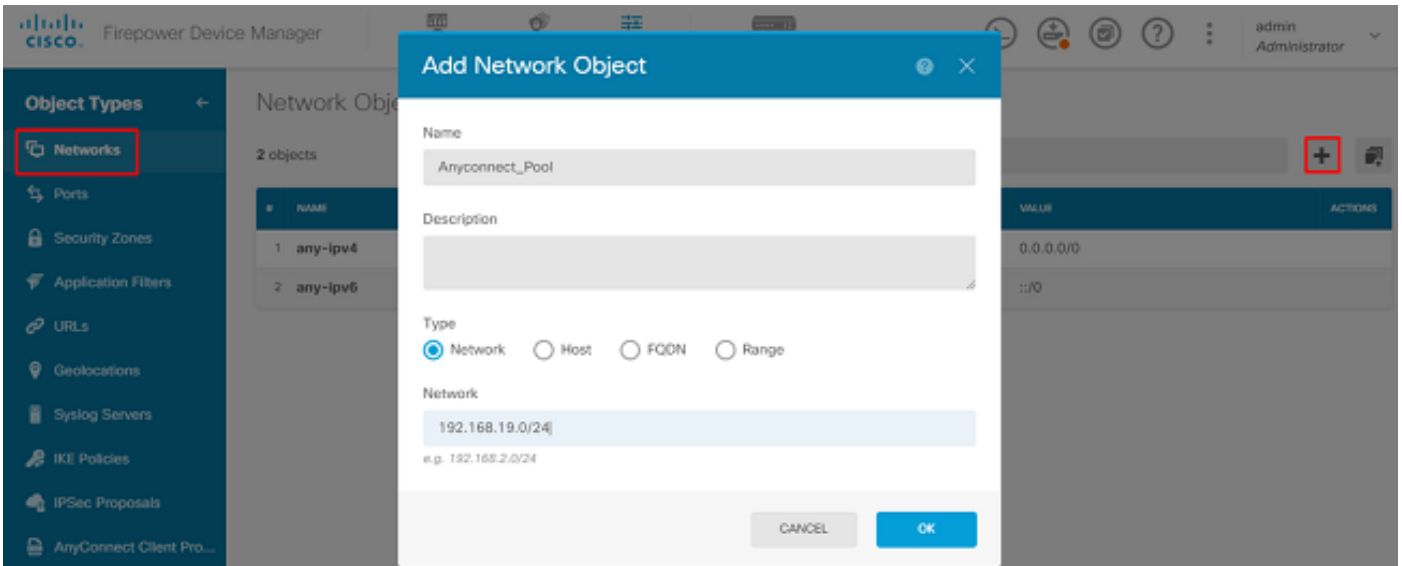 CISCO. Firepower Device Manager
admin
Administrator
Object Types
Networks
Ports
Security Zones
Application Filters
URLs
Geolocations
Syslog Servers
IKE Policies
IPSec Proposals
AnyConnect Client Pro...
Network Obje
2 objects
# NAME VALUE ACTIONS
1 any-ipv4 0.0.0.0/0
2 any-ipv6 ::/0
Add Network Object
Name
Anyconnect_Pool
Description
Type
Network Host FQDN Range
Network
192.168.19.0/24
e.g. 192.168.2.0/24
CANCEL OK